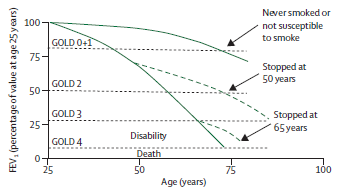 FEV₁ (percentage of value at age 25 years)
100
75
50
25
0
GOLD 0+1
GOLD 2
GOLD 3
GOLD 4
Disability
Death
Never smoked or
not susceptible
to smoke
Stopped at
50 years
Stopped at
65 years
25
50
75
100
Age (years)